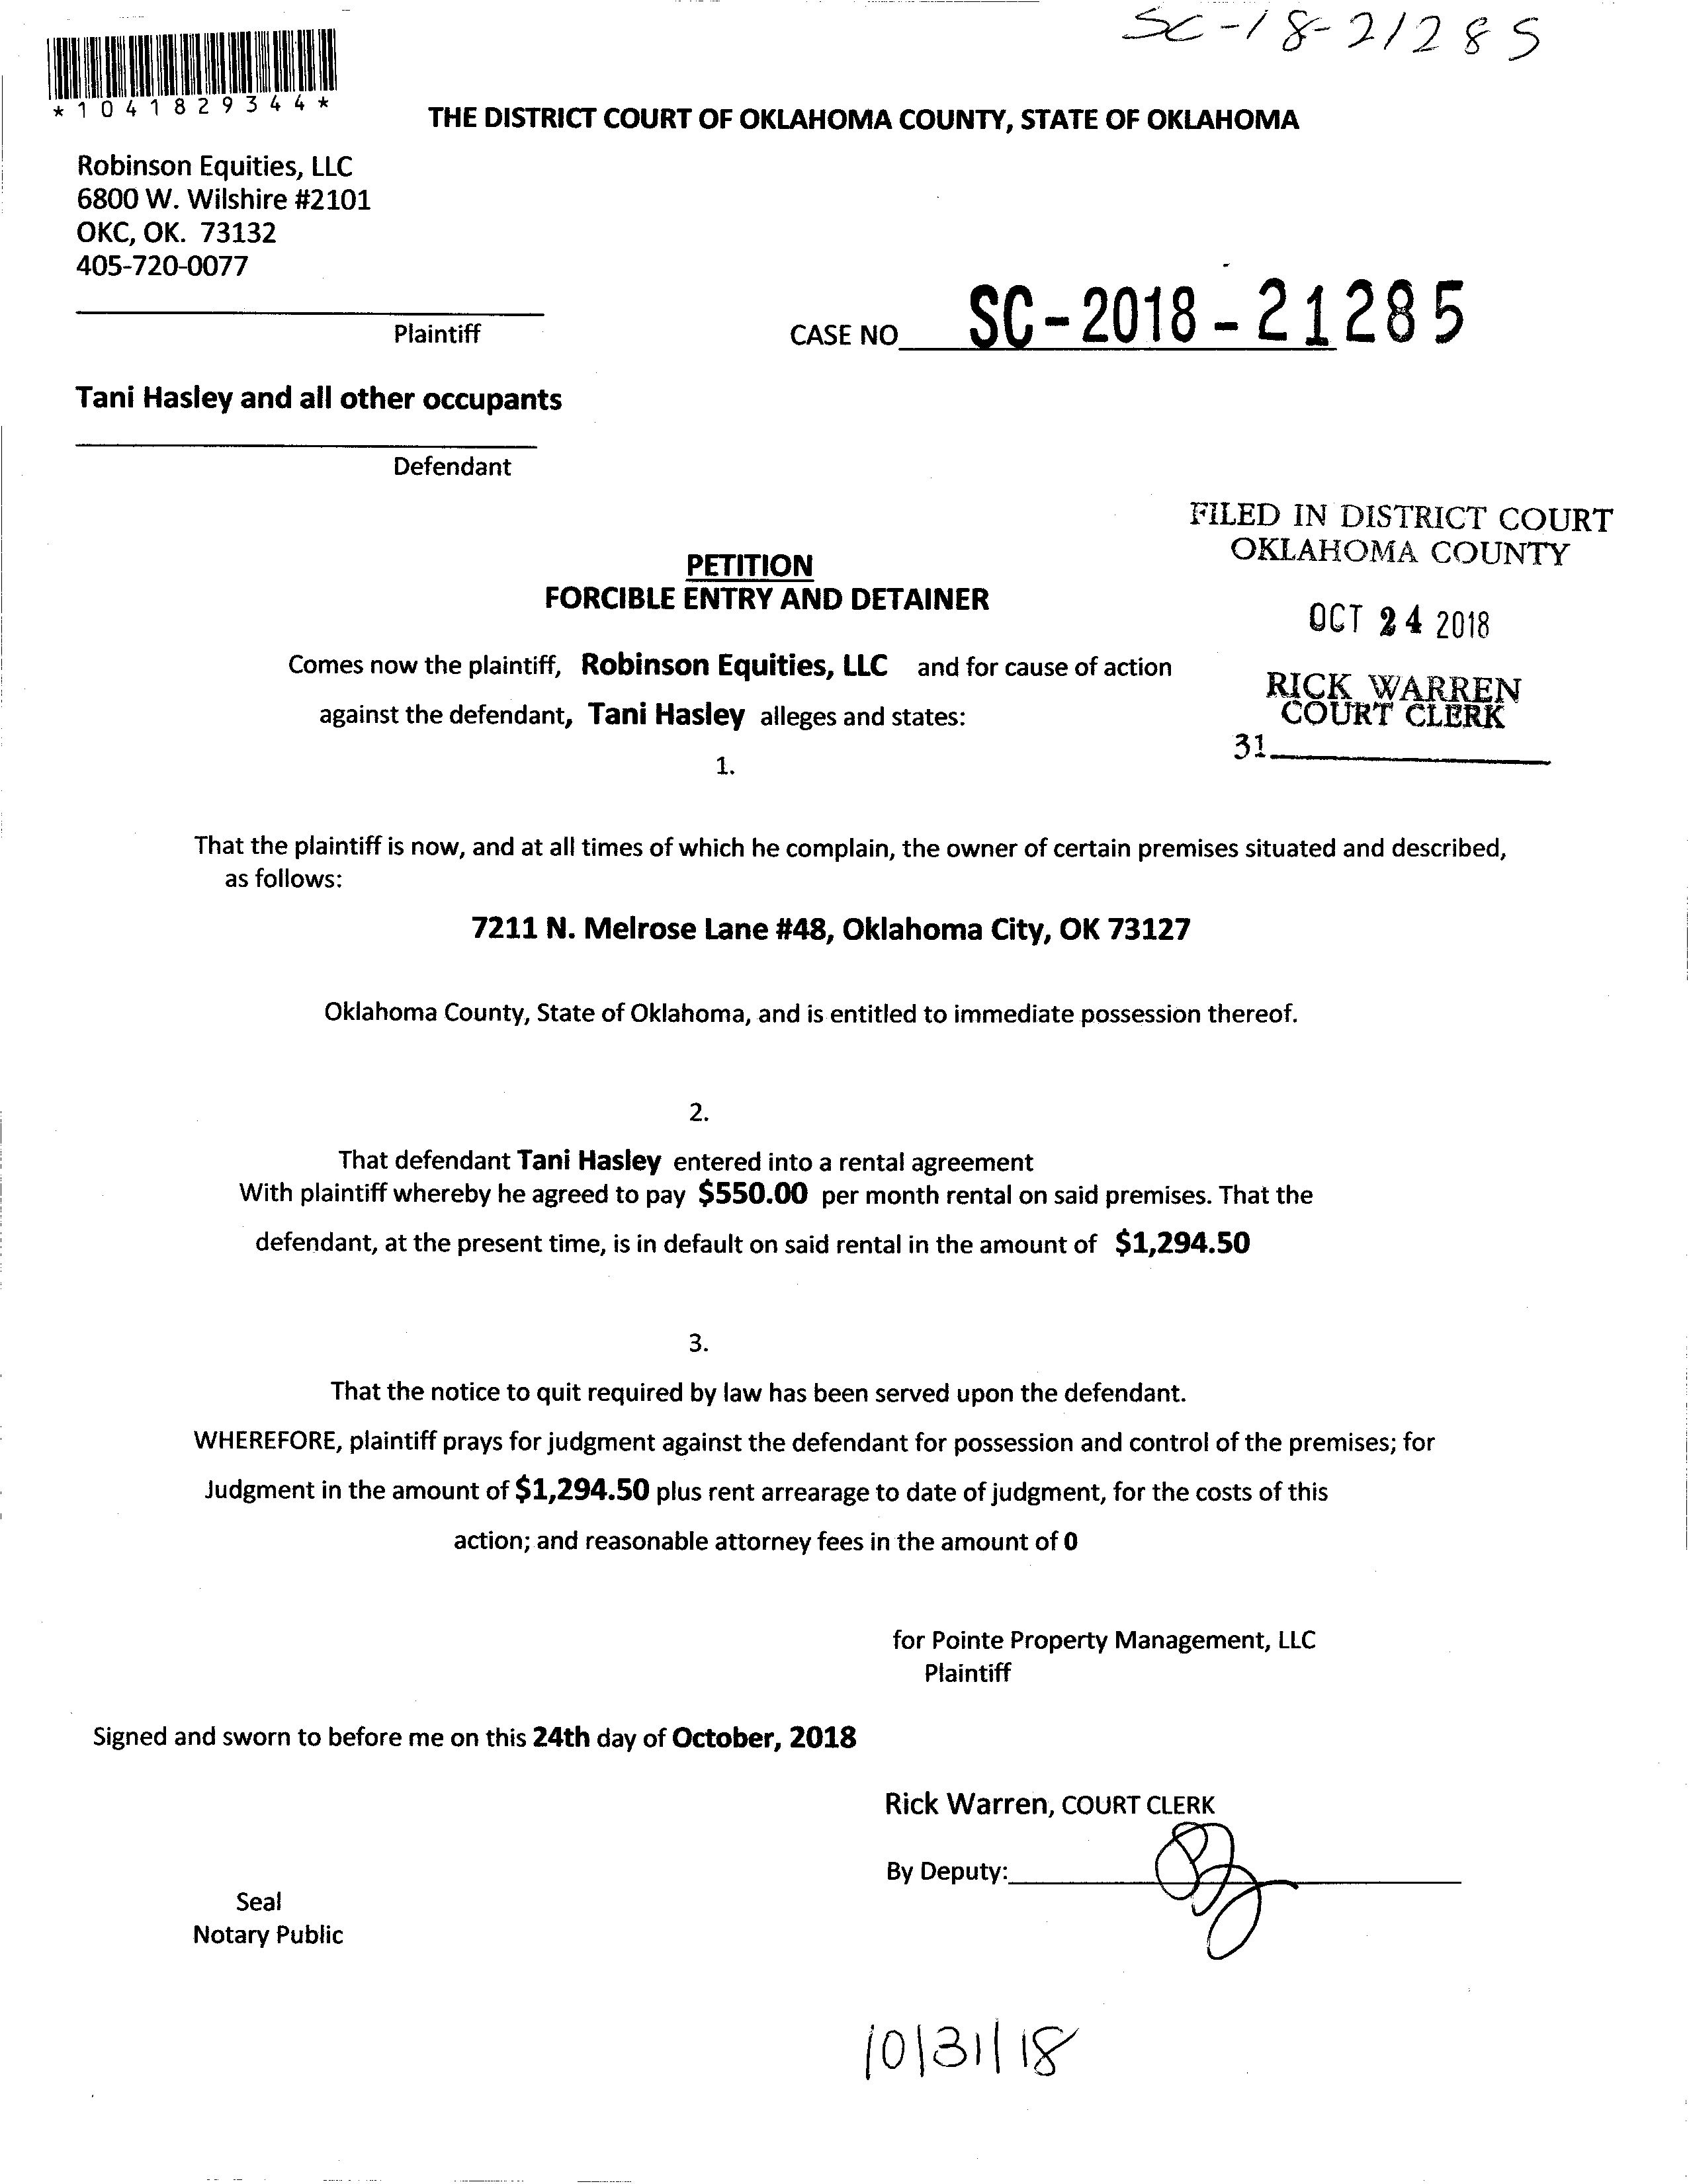 SC-18-21285
*1041829344*
THE DISTRICT COURT OF OKLAHOMA COUNTY, STATE OF OKLAHOMA
Robinson Equities, LLC
6800 W. Wilshire #2101
OKC, OK. 73132
405-720-0077
Plaintiff
CASE NO SC-2018-21285
Tani Hasley and all other occupants
Defendant
FILED IN DISTRICT COURT
OKLAHOMA COUNTY
OCT 24 2018
RICK WARREN
COURT CLERK
31
PETITION
FORCIBLE ENTRY AND DETAINER
Comes now the plaintiff, Robinson Equities, LLC and for cause of action
against the defendant, Tani Hasley alleges and states:
1.
That the plaintiff is now, and at all times of which he complain, the owner of certain premises situated and described,
as follows:
7211 N. Melrose Lane #48, Oklahoma City, OK 73127
Oklahoma County, State of Oklahoma, and is entitled to immediate possession thereof.
2.
That defendant Tani Hasley entered into a rental agreement
With plaintiff whereby he agreed to pay $550.00 per month rental on said premises. That the
defendant, at the present time, is in default on said rental in the amount of $1,294.50
3.
That the notice to quit required by law has been served upon the defendant.
WHEREFORE, plaintiff prays for judgment against the defendant for possession and control of the premises; for
Judgment in the amount of $1,294.50 plus rent arrearage to date of judgment, for the costs of this
action; and reasonable attorney fees in the amount of 0
for Pointe Property Management, LLC
Plaintiff
Signed and sworn to before me on this 24th day of October, 2018
Rick Warren, COURT CLERK
By Deputy:
Seal
Notary Public
10/31/18